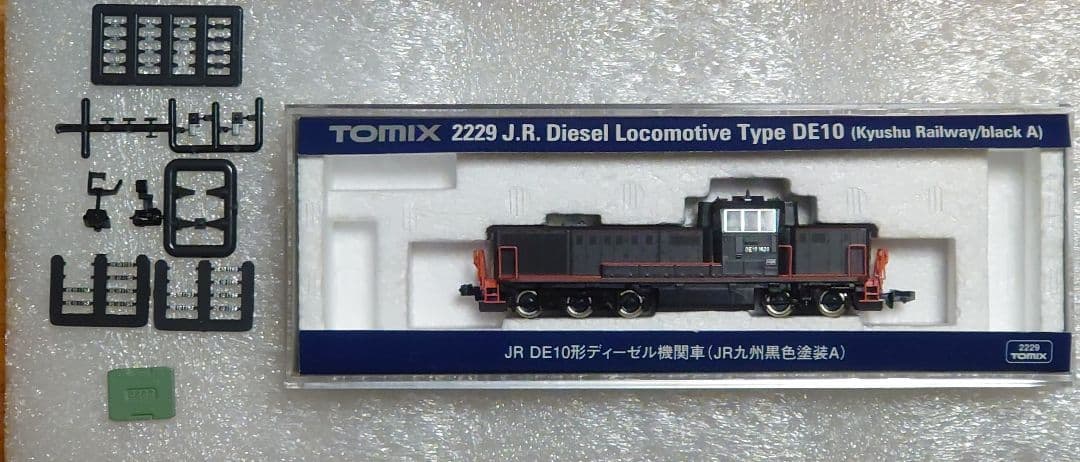 TOMIX 2229 J.R. Diesel Locomotive Type DE10 (Kyushu Railway/black A)
JR DE10形ディーゼル機関車(JR九州黒色塗装A)
2229
TOMIX